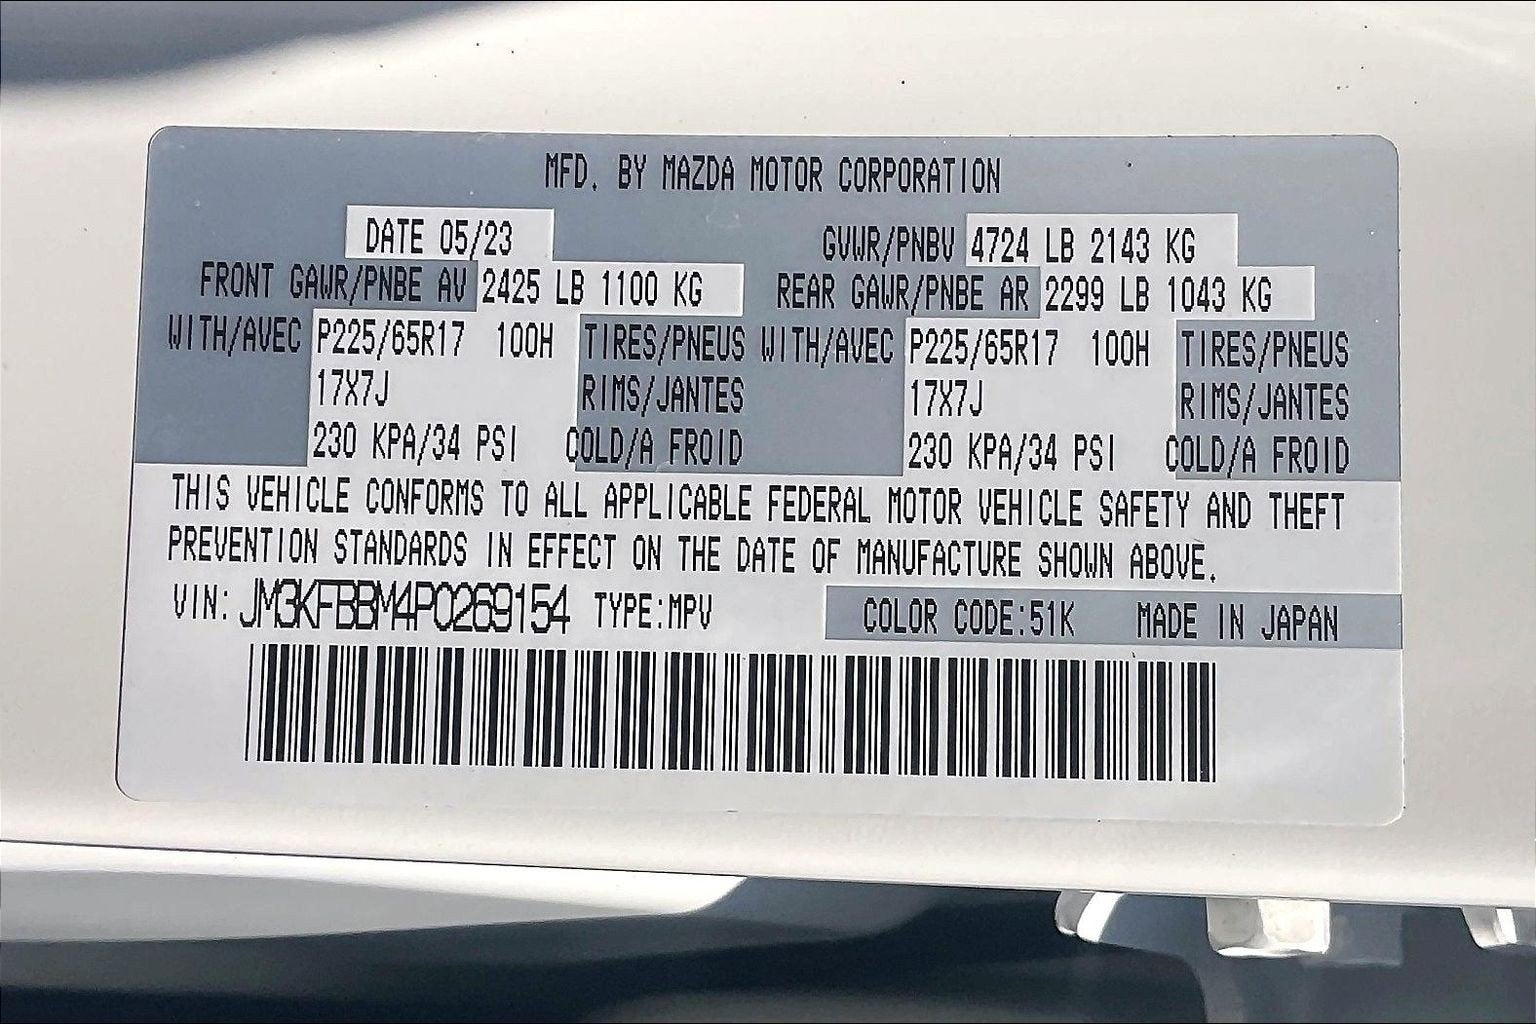 MFD. BY MAZDA MOTOR CORPORATION
DATE 05/23 GVWR/PNBV 4724 LB 2143 KG
FRONT GAWR/PNBE AV 2425 LB 1100 KG REAR GAWR/PNBE AR 2299 LB 1043 KG
WITH/AVEC P225/65R17 100H TIRES/PNEUS WITH/AVEC P225/65R17 100H TIRES/PNEUS
17X7J RIMS/JANTES 17X7J RIMS/JANTES
230 KPA/34 PSI COLD/A FROID 230 KPA/34 PSI COLD/A FROID
THIS VEHICLE CONFORMS TO ALL APPLICABLE FEDERAL MOTOR VEHICLE SAFETY AND THEFT
PREVENTION STANDARDS IN EFFECT ON THE DATE OF MANUFACTURE SHOWN ABOVE.
VIN: JM3KFBBM4P0269154 TYPE:MPV COLOR CODE:51K MADE IN JAPAN